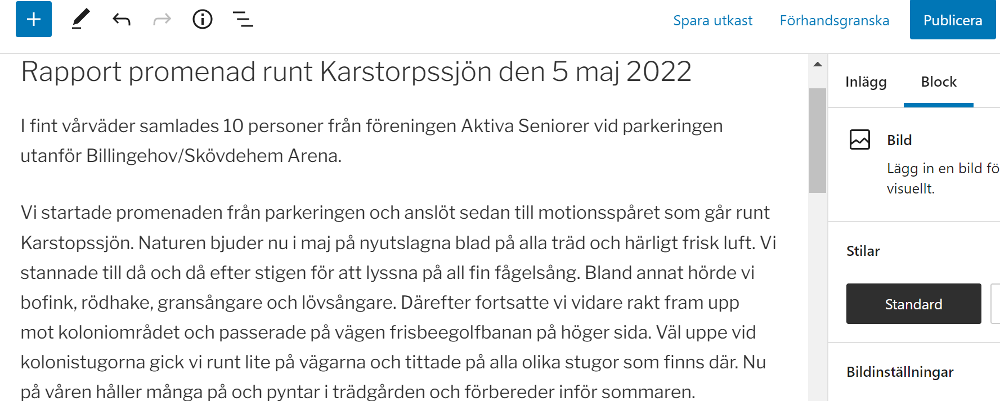 Spara utkast Förhandsgranska Publicera
Rapport promenad runt Karstorpssjön den 5 maj 2022
I fint vårväder samlades 10 personer från föreningen Aktiva Seniorer vid parkeringen
utanför Billingehov/Skövdehem Arena.
Vi startade promenaden från parkeringen och anslöt sedan till motionsspåret som går runt
Karstopssjön. Naturen bjuder nu i maj på nyutslagna blad på alla träd och härligt frisk luft. Vi
stannade till då och då efter stigen för att lyssna på all fin fågelsång. Bland annat hörde vi
bofink, rödhake, gransångare och lövsångare. Därefter fortsatte vi vidare rakt fram upp
mot koloniområdet och passerade på vägen frisbeegolfbanan på höger sida. Väl uppe vid
kolonistugorna gick vi runt lite på vägarna och tittade på alla olika stugor som finns där. Nu
på våren håller många på och pyntar i trädgården och förbereder inför sommaren.
Inlägg Block
Bild
Lägg in en bild fö
visuellt.
Stilar
Standard
Bildinställningar